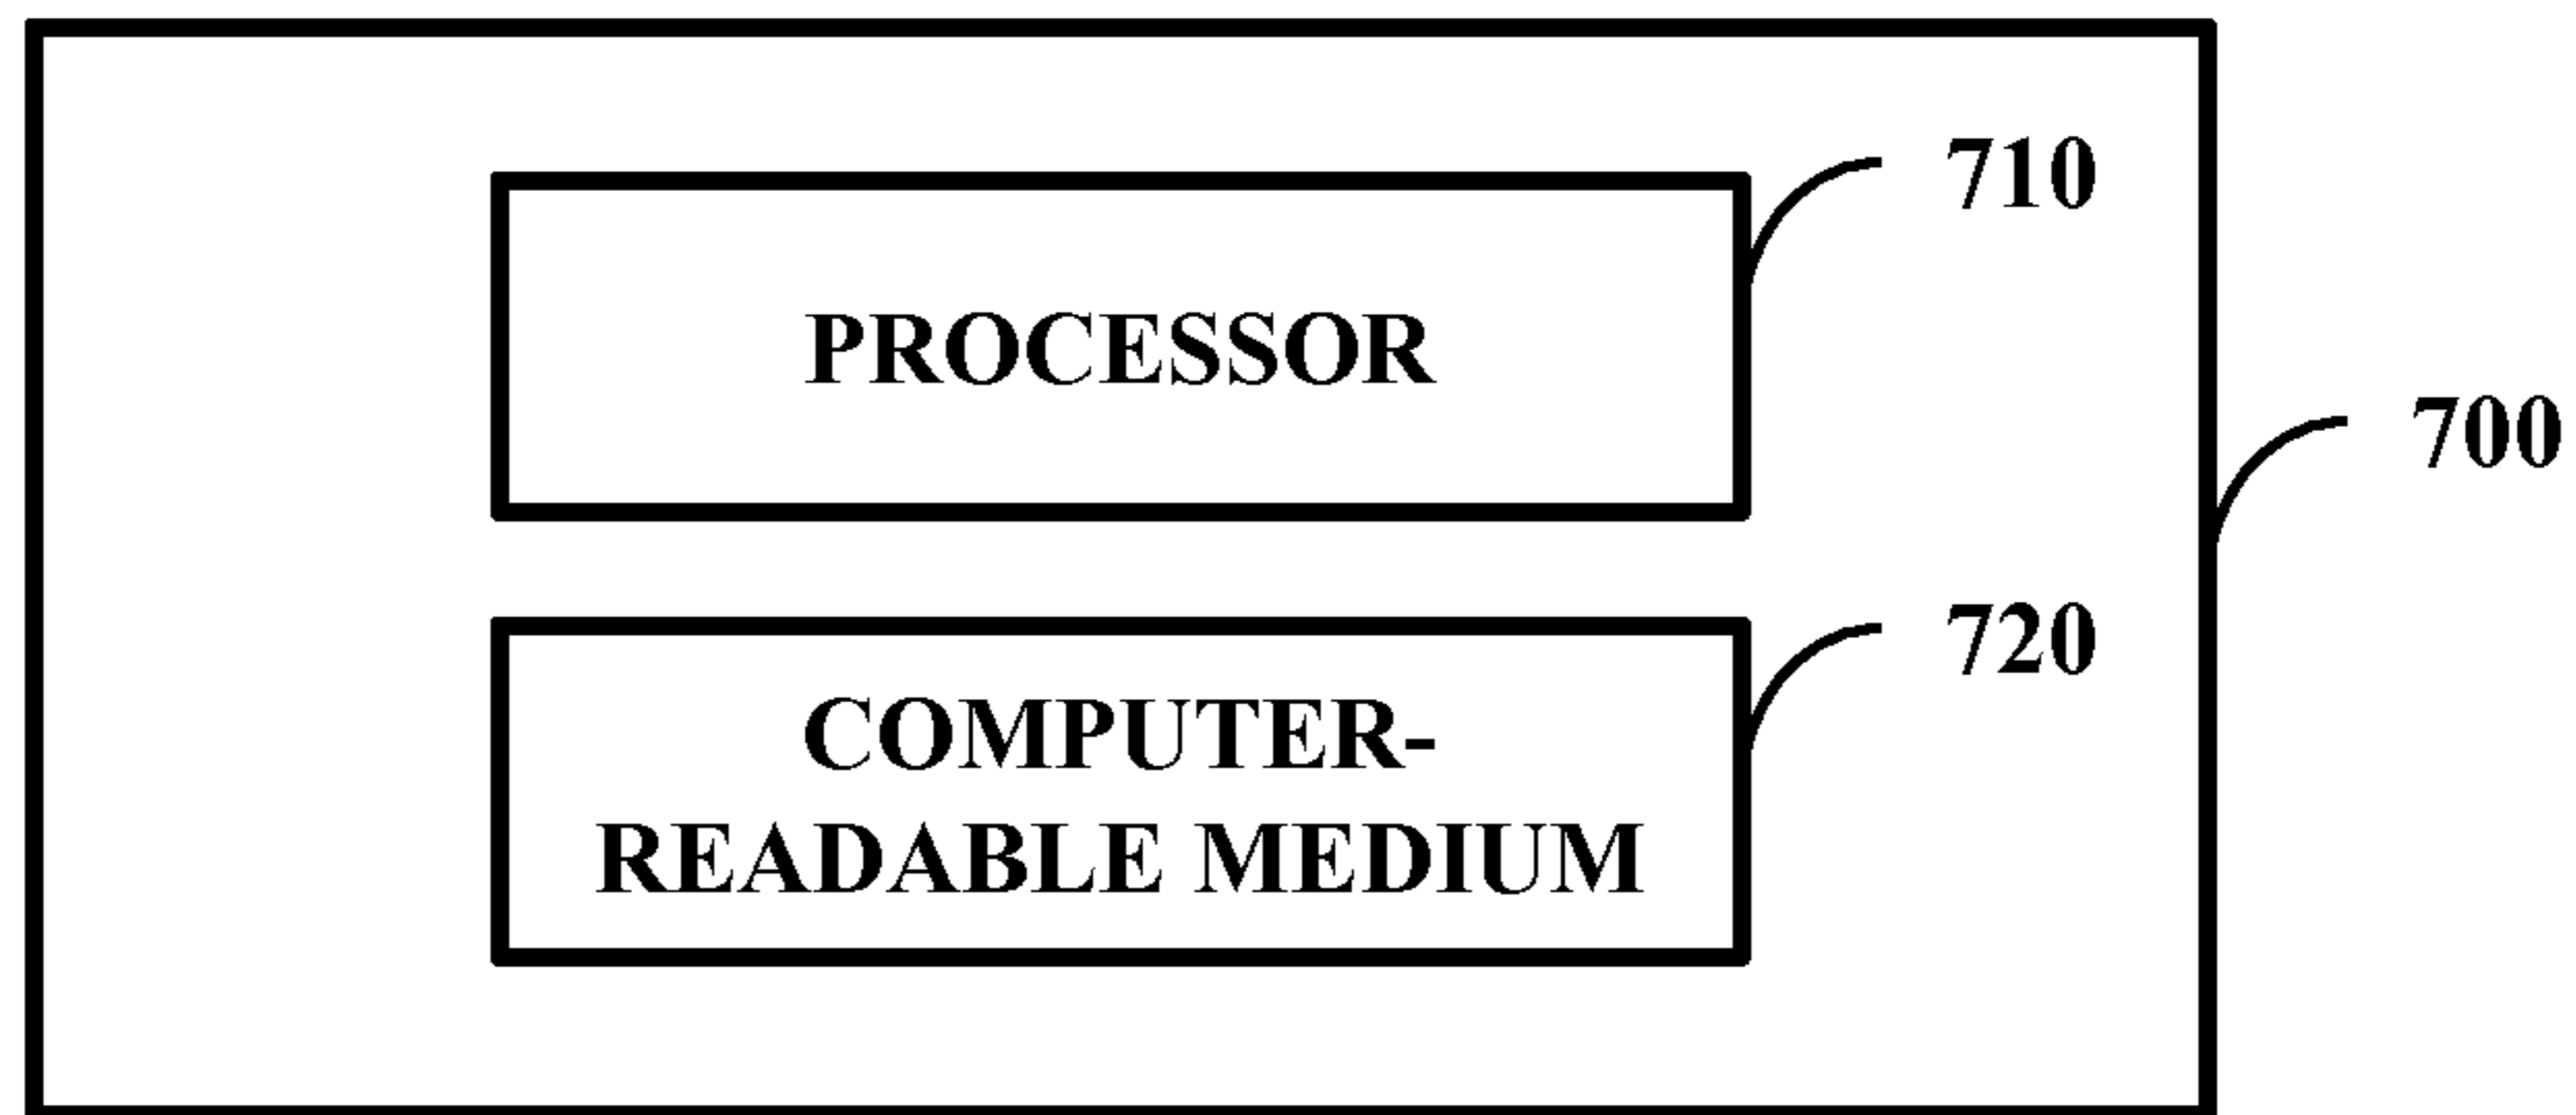 710
PROCESSOR
700
720
COMPUTER-
READABLE MEDIUM